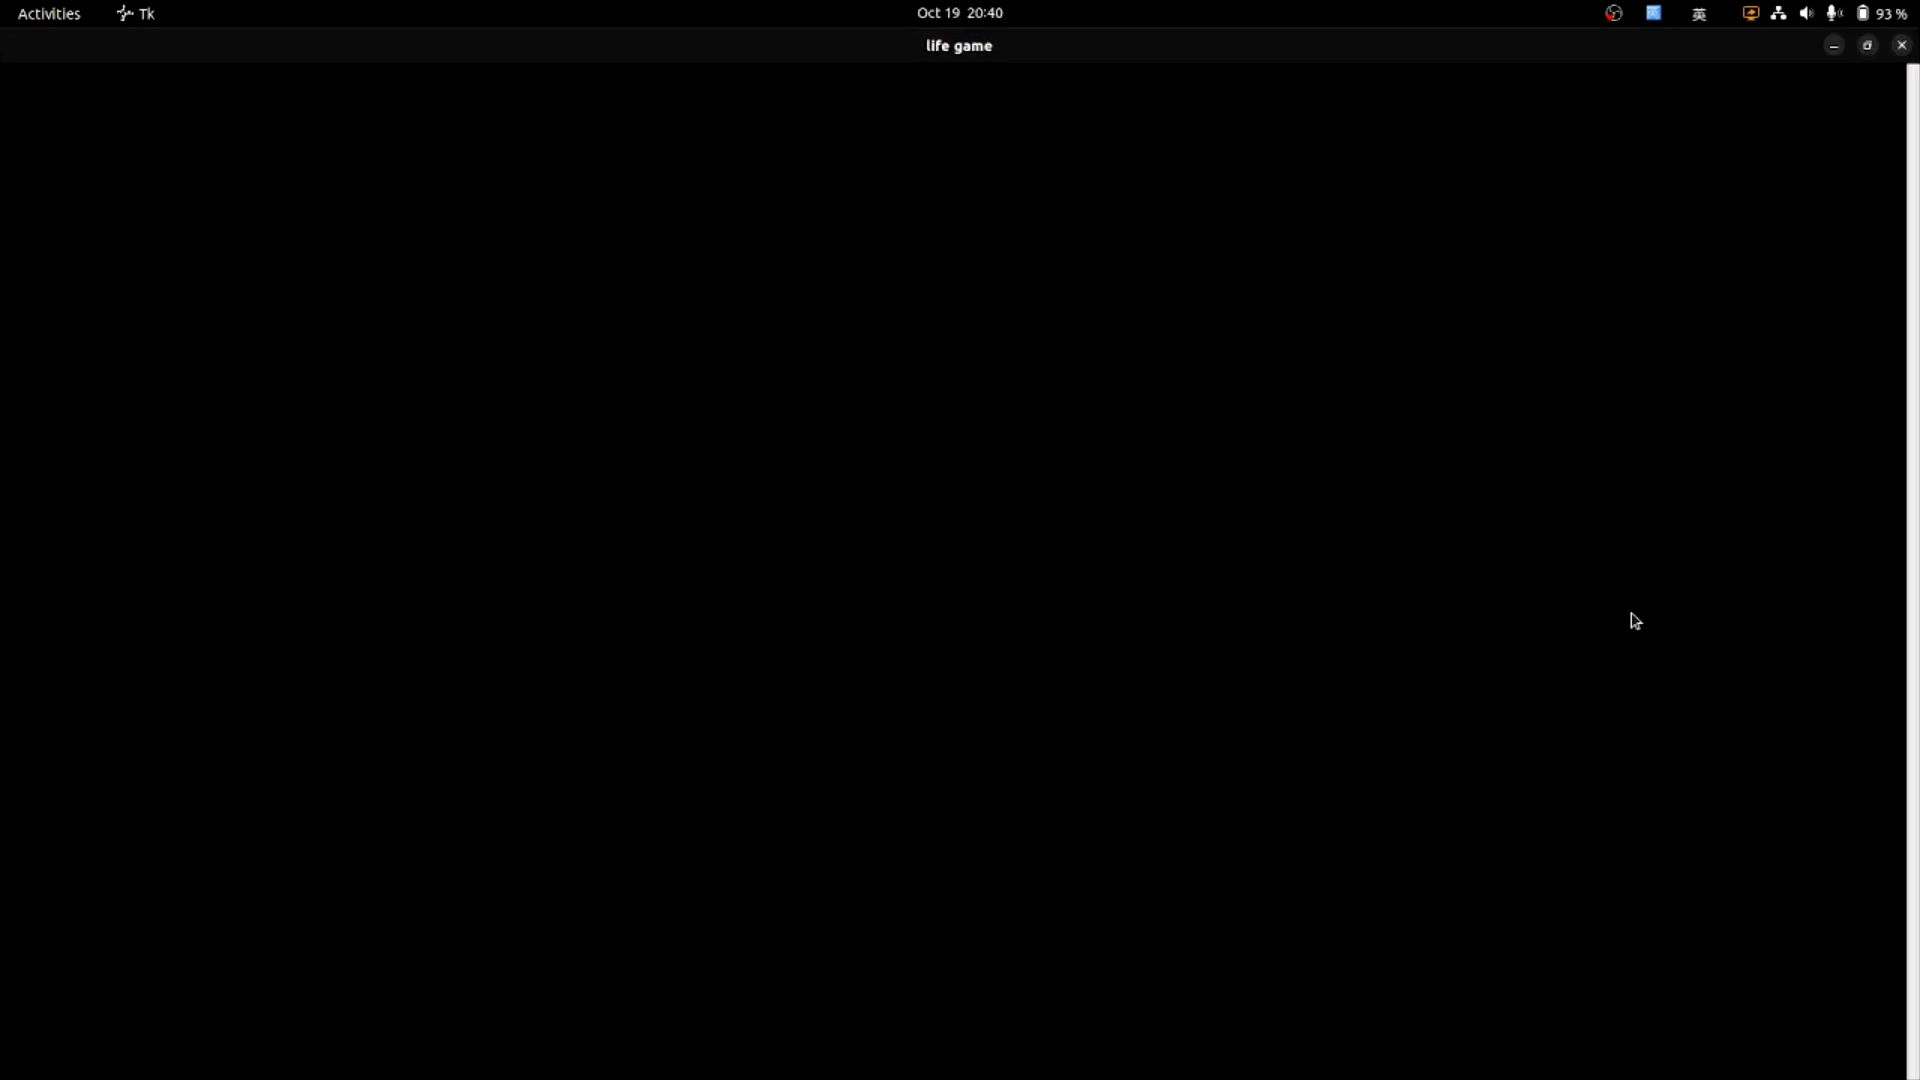 Activities Tk Oct 19 20:40 英 93 %
life game